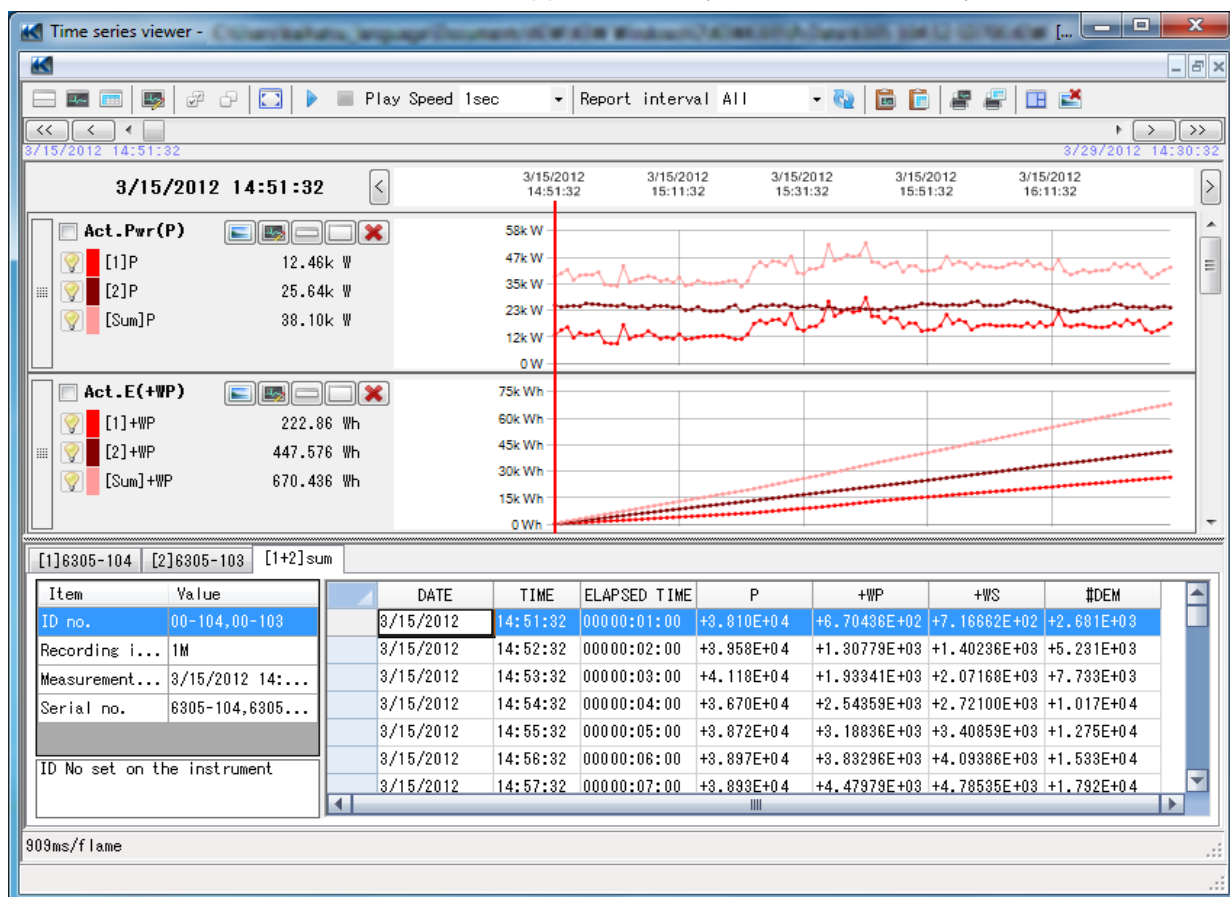 Time series viewer - [...
Play Speed 1sec Report interval All
<< < > >>
3/15/2012 14:51:32 3/29/2012 14:30:32
3/15/2012 14:51:32 <
3/15/2012 14:51:32 3/15/2012 15:11:32 3/15/2012 15:31:32 3/15/2012 15:51:32 3/15/2012 16:11:32 >
Act.Pwr(P)
[1]P 12.46k W
[2]P 25.64k W
[Sum]P 38.10k W
58k W
47k W
35k W
23k W
12k W
0 W
Act.E(+WP)
[1]+WP 222.86 Wh
[2]+WP 447.576 Wh
[Sum]+WP 670.436 Wh
75k Wh
60k Wh
45k Wh
30k Wh
15k Wh
0 Wh
[1]6305-104 [2]6305-103 [1+2]sum
Item Value
ID no. 00-104,00-103
Recording i... 1M
Measurement... 3/15/2012 14:...
Serial no. 6305-104,6305...
ID No set on the instrument
DATE TIME ELAPSED TIME P +WP +WS #DEM
3/15/2012 14:51:32 00000:01:00 +3.810E+04 +6.70436E+02 +7.16662E+02 +2.681E+03
3/15/2012 14:52:32 00000:02:00 +3.958E+04 +1.30779E+03 +1.40236E+03 +5.231E+03
3/15/2012 14:53:32 00000:03:00 +4.118E+04 +1.93341E+03 +2.07168E+03 +7.733E+03
3/15/2012 14:54:32 00000:04:00 +3.670E+04 +2.54359E+03 +2.72100E+03 +1.017E+04
3/15/2012 14:55:32 00000:05:00 +3.872E+04 +3.18836E+03 +3.40859E+03 +1.275E+04
3/15/2012 14:56:32 00000:06:00 +3.897E+04 +3.83296E+03 +4.09386E+03 +1.533E+04
3/15/2012 14:57:32 00000:07:00 +3.893E+04 +4.47979E+03 +4.78535E+03 +1.792E+04
909ms/flame